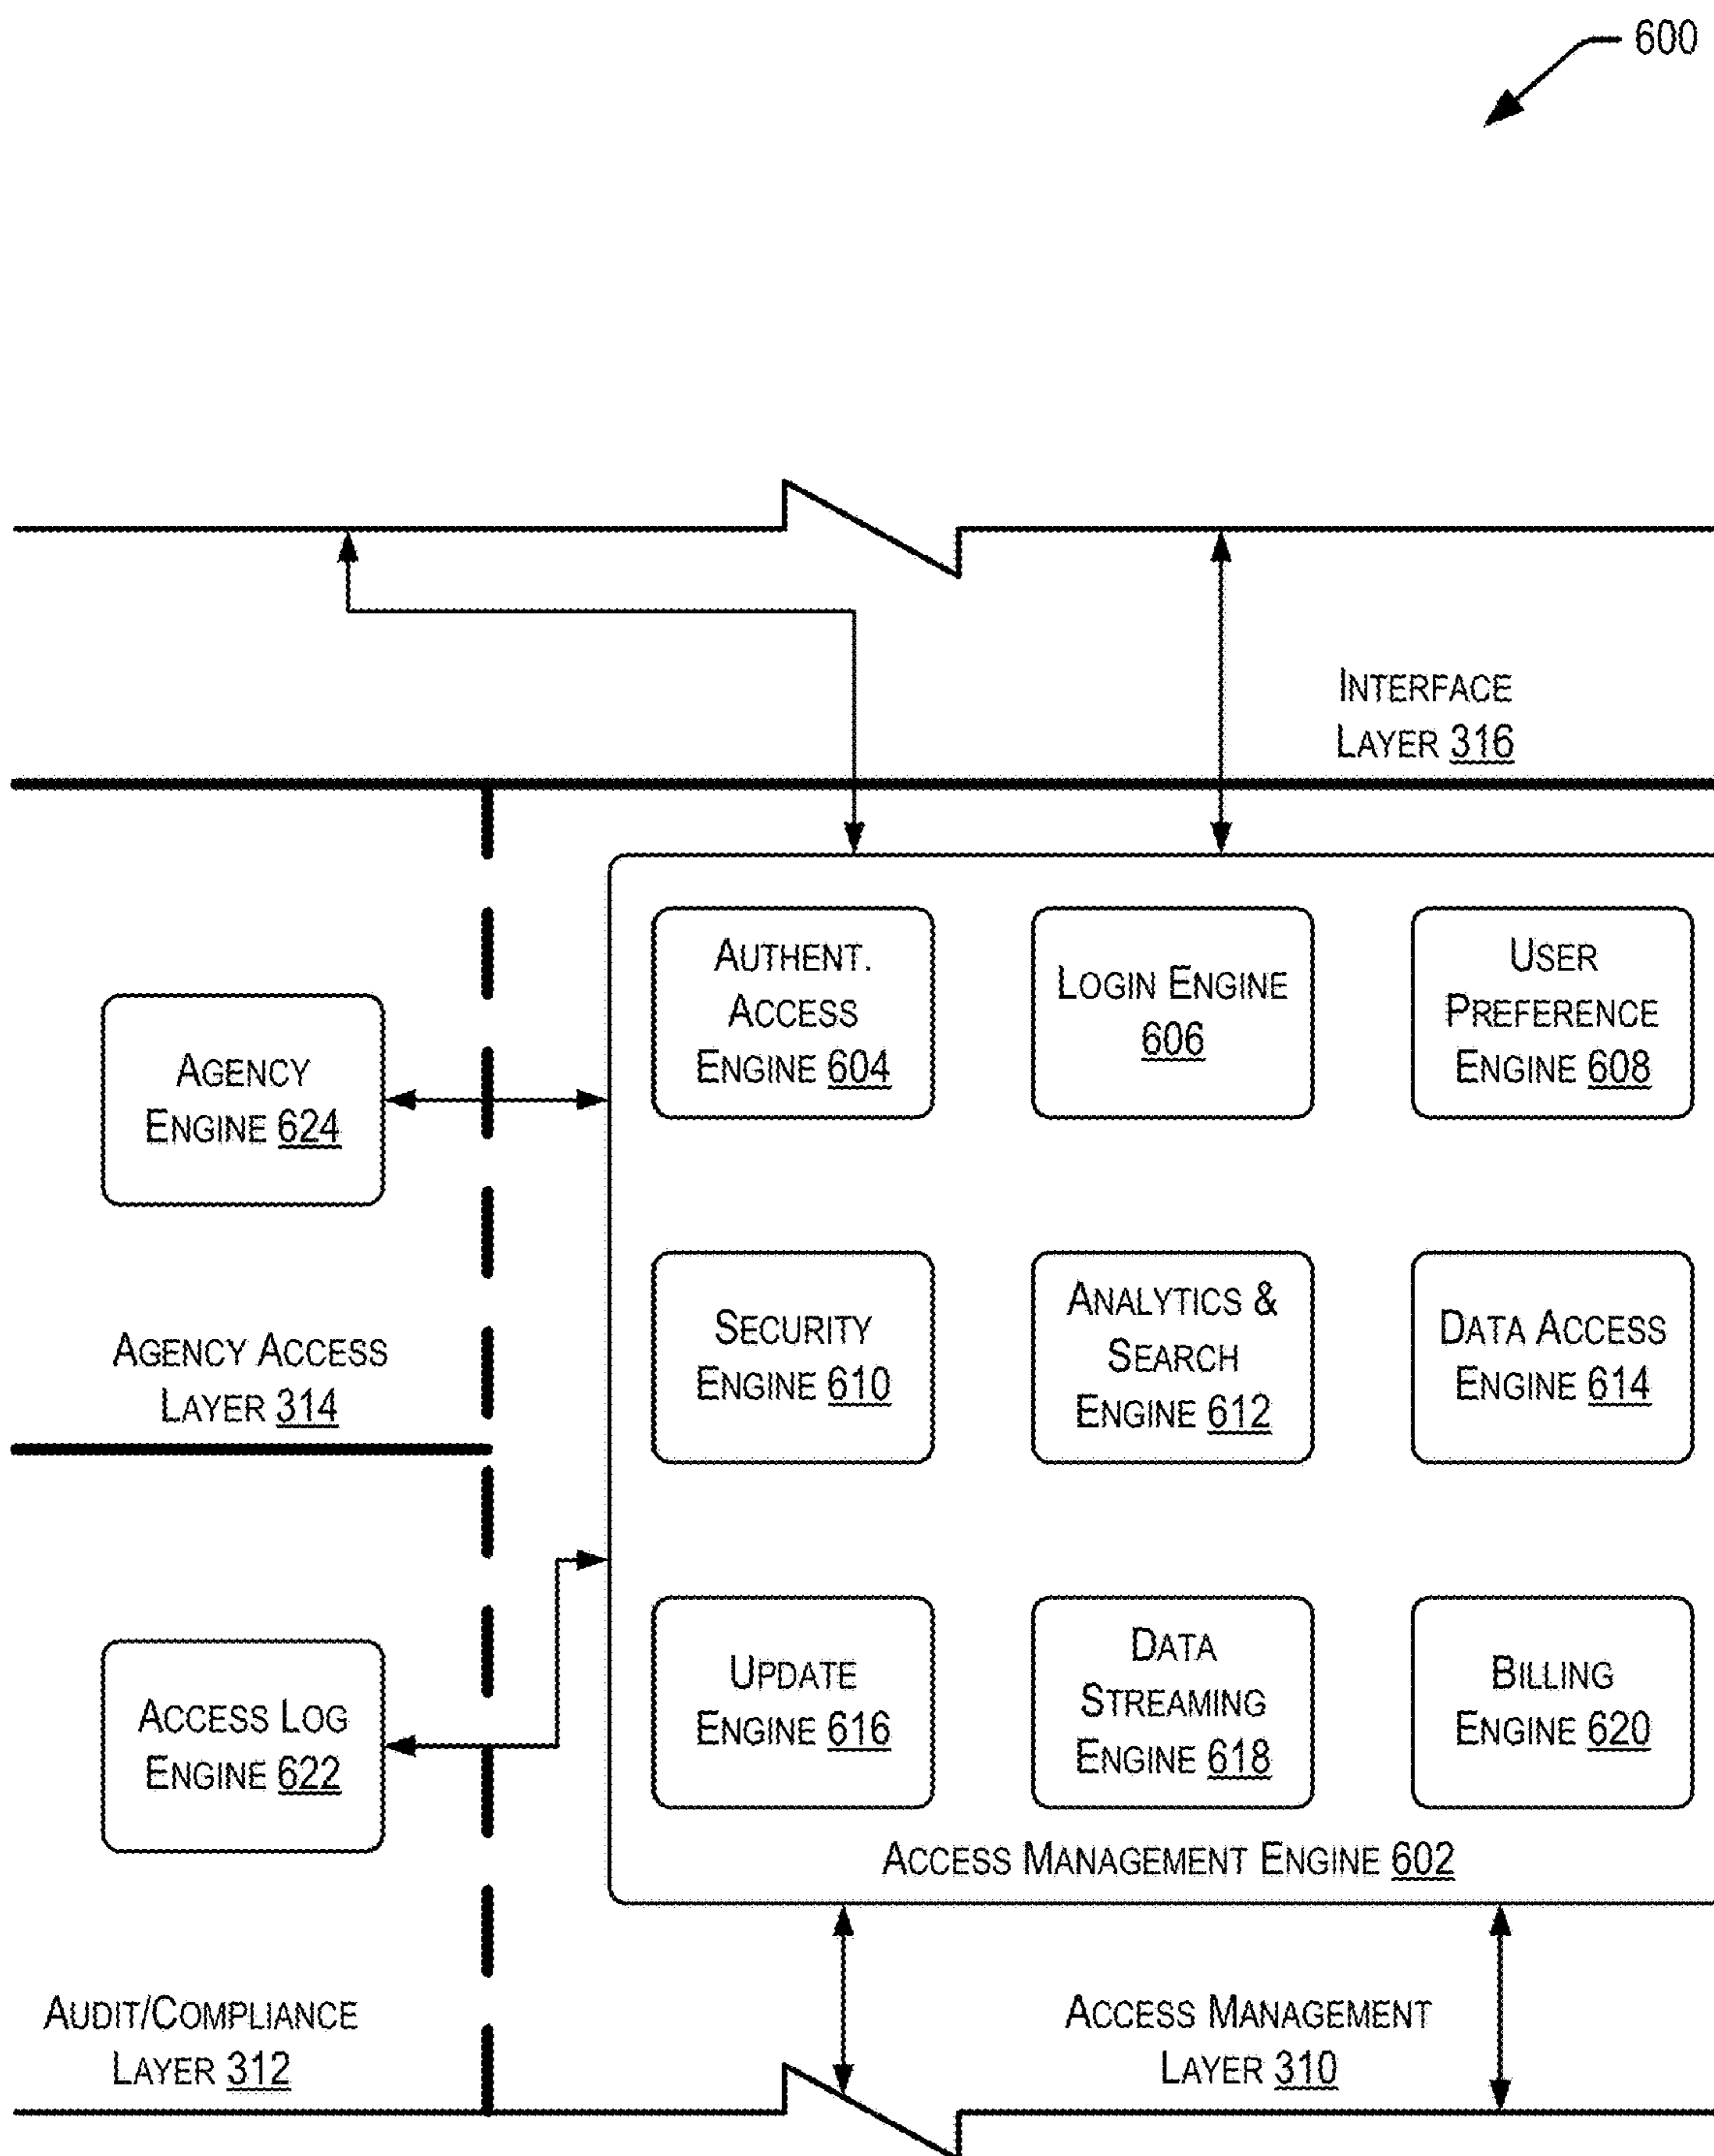 600
INTERFACE
LAYER 316
AUTHENT.
ACCESS
ENGINE 604
LOGIN ENGINE
606
USER
PREFERENCE
ENGINE 608
AGENCY
ENGINE 624
SECURITY
ENGINE 610
ANALYTICS &
SEARCH
ENGINE 612
DATA ACCESS
ENGINE 614
AGENCY ACCESS
LAYER 314
UPDATE
ENGINE 616
DATA
STREAMING
ENGINE 618
BILLING
ENGINE 620
ACCESS LOG
ENGINE 622
ACCESS MANAGEMENT ENGINE 602
AUDIT/COMPLIANCE
LAYER 312
ACCESS MANAGEMENT
LAYER 310